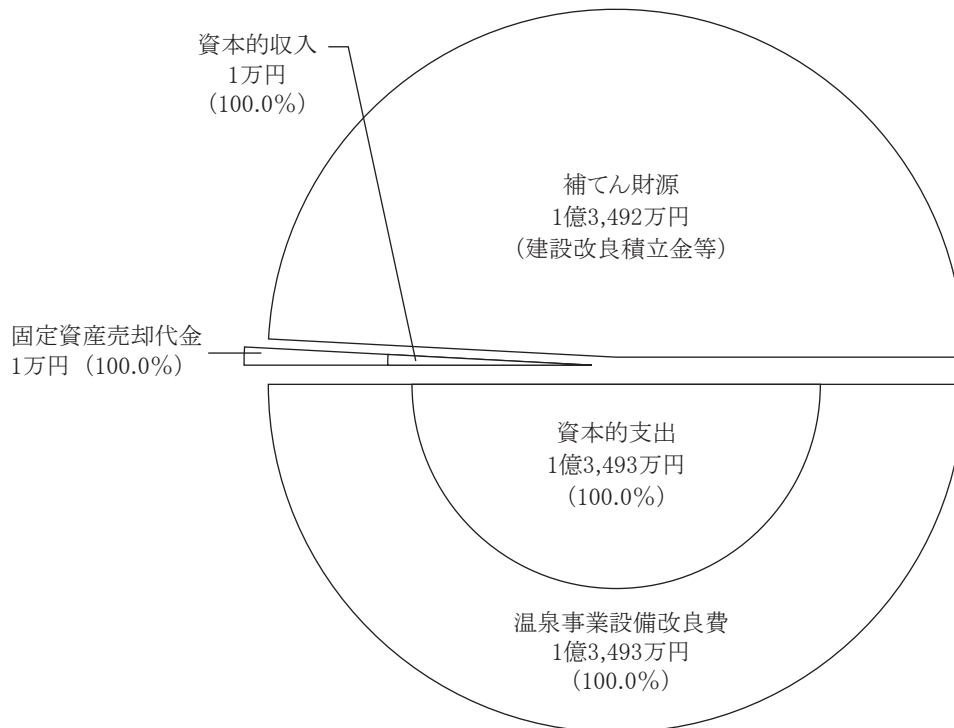 資本的収入
1万円
(100.0%)
補てん財源
1億3,492万円
(建設改良積立金等)
固定資産売却代金
1万円 (100.0%)
資本的支出
1億3,493万円
(100.0%)
温泉事業設備改良費
1億3,493万円
(100.0%)